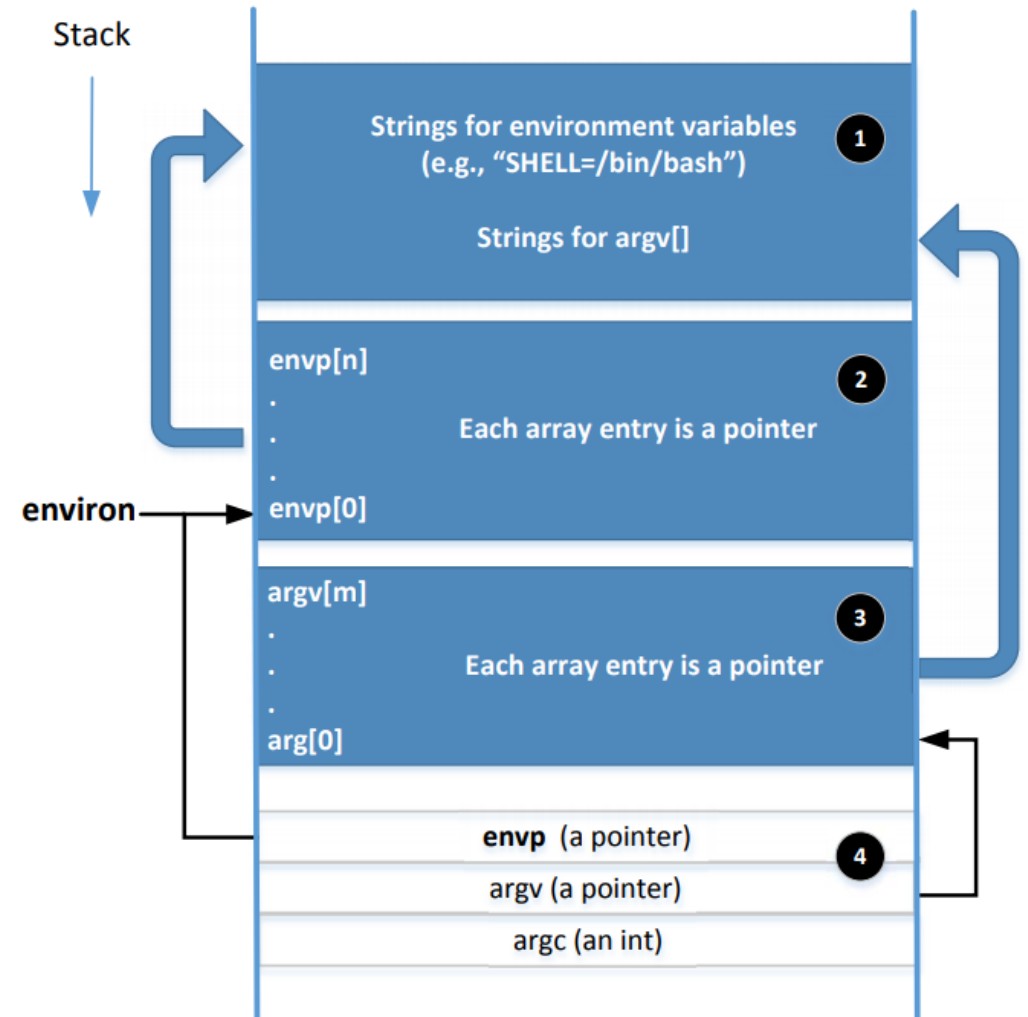 Stack
Strings for environment variables
(e.g., “SHELL=/bin/bash”)
1
Strings for argv[]
envp[n]
.
.
.
envp[0]
Each array entry is a pointer
2
environ
argv[m]
.
.
.
arg[0]
Each array entry is a pointer
3
envp (a pointer)
argv (a pointer)
argc (an int)
4